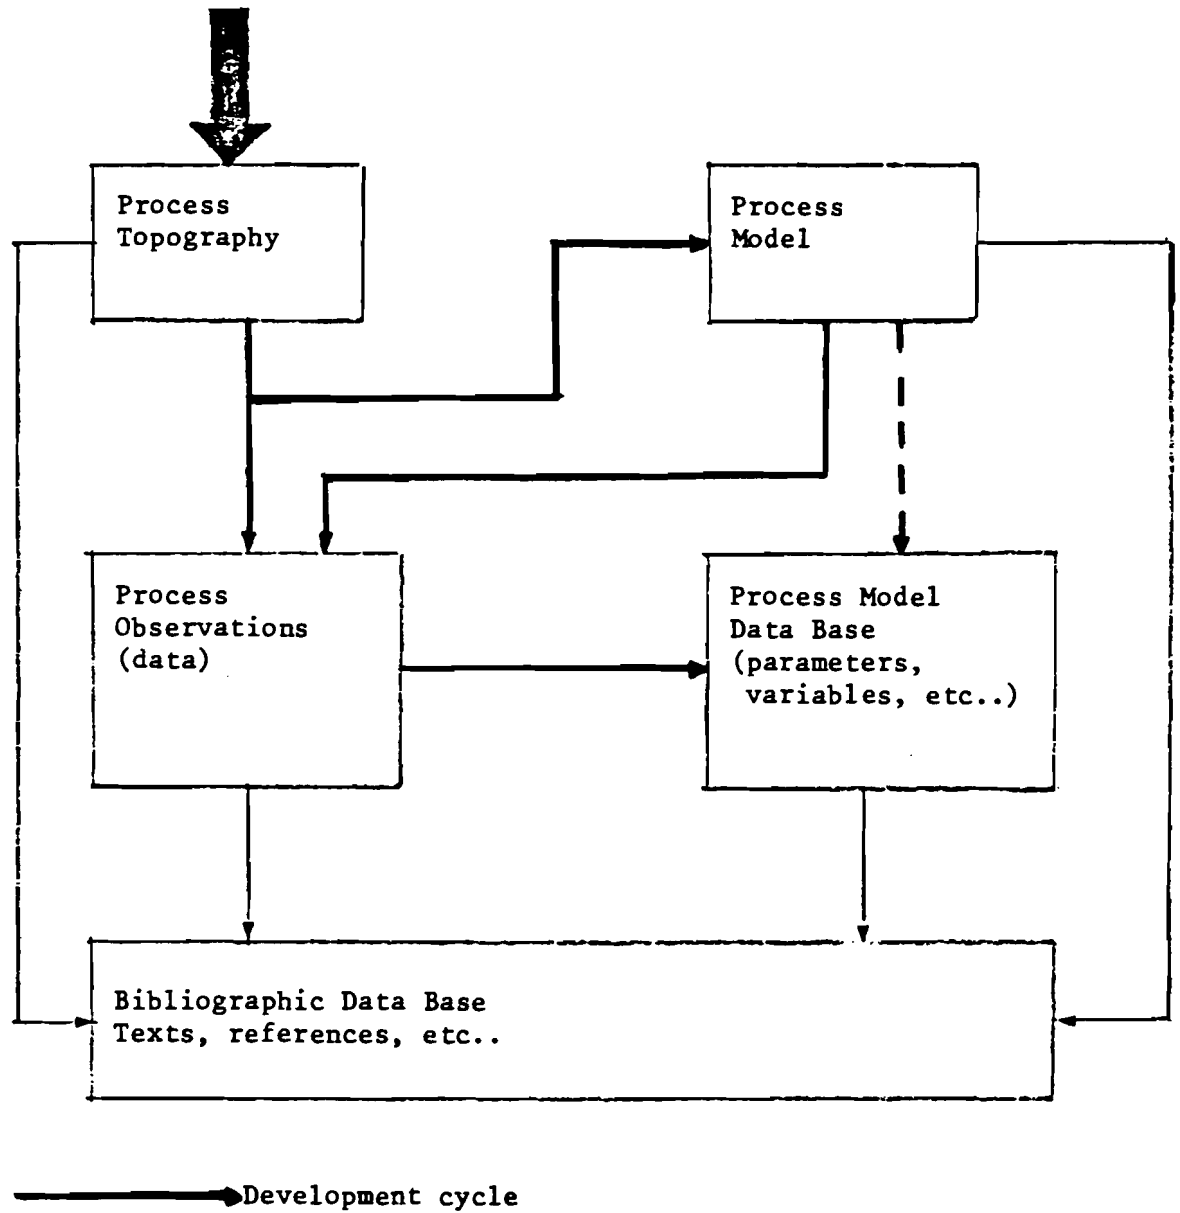 Process
Topography
Process
Model
Process
Observations
(data)
Process Model
Data Base
(parameters,
variables, etc..)
Bibliographic Data Base
Texts, references, etc..
Development cycle